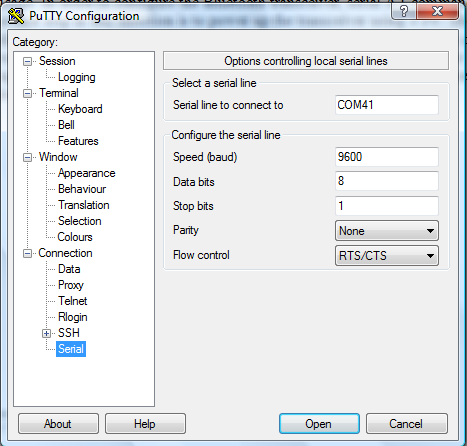 PuTTY Configuration
Category:
Session
Logging
Terminal
Keyboard
Bell
Features
Window
Appearance
Behaviour
Translation
Selection
Colours
Connection
Data
Proxy
Telnet
Rlogin
SSH
Serial
Options controlling local serial lines
Select a serial line
Serial line to connect to COM41
Configure the serial line
Speed (baud) 9600
Data bits 8
Stop bits 1
Parity None
Flow control RTS/CTS
About Help Open Cancel